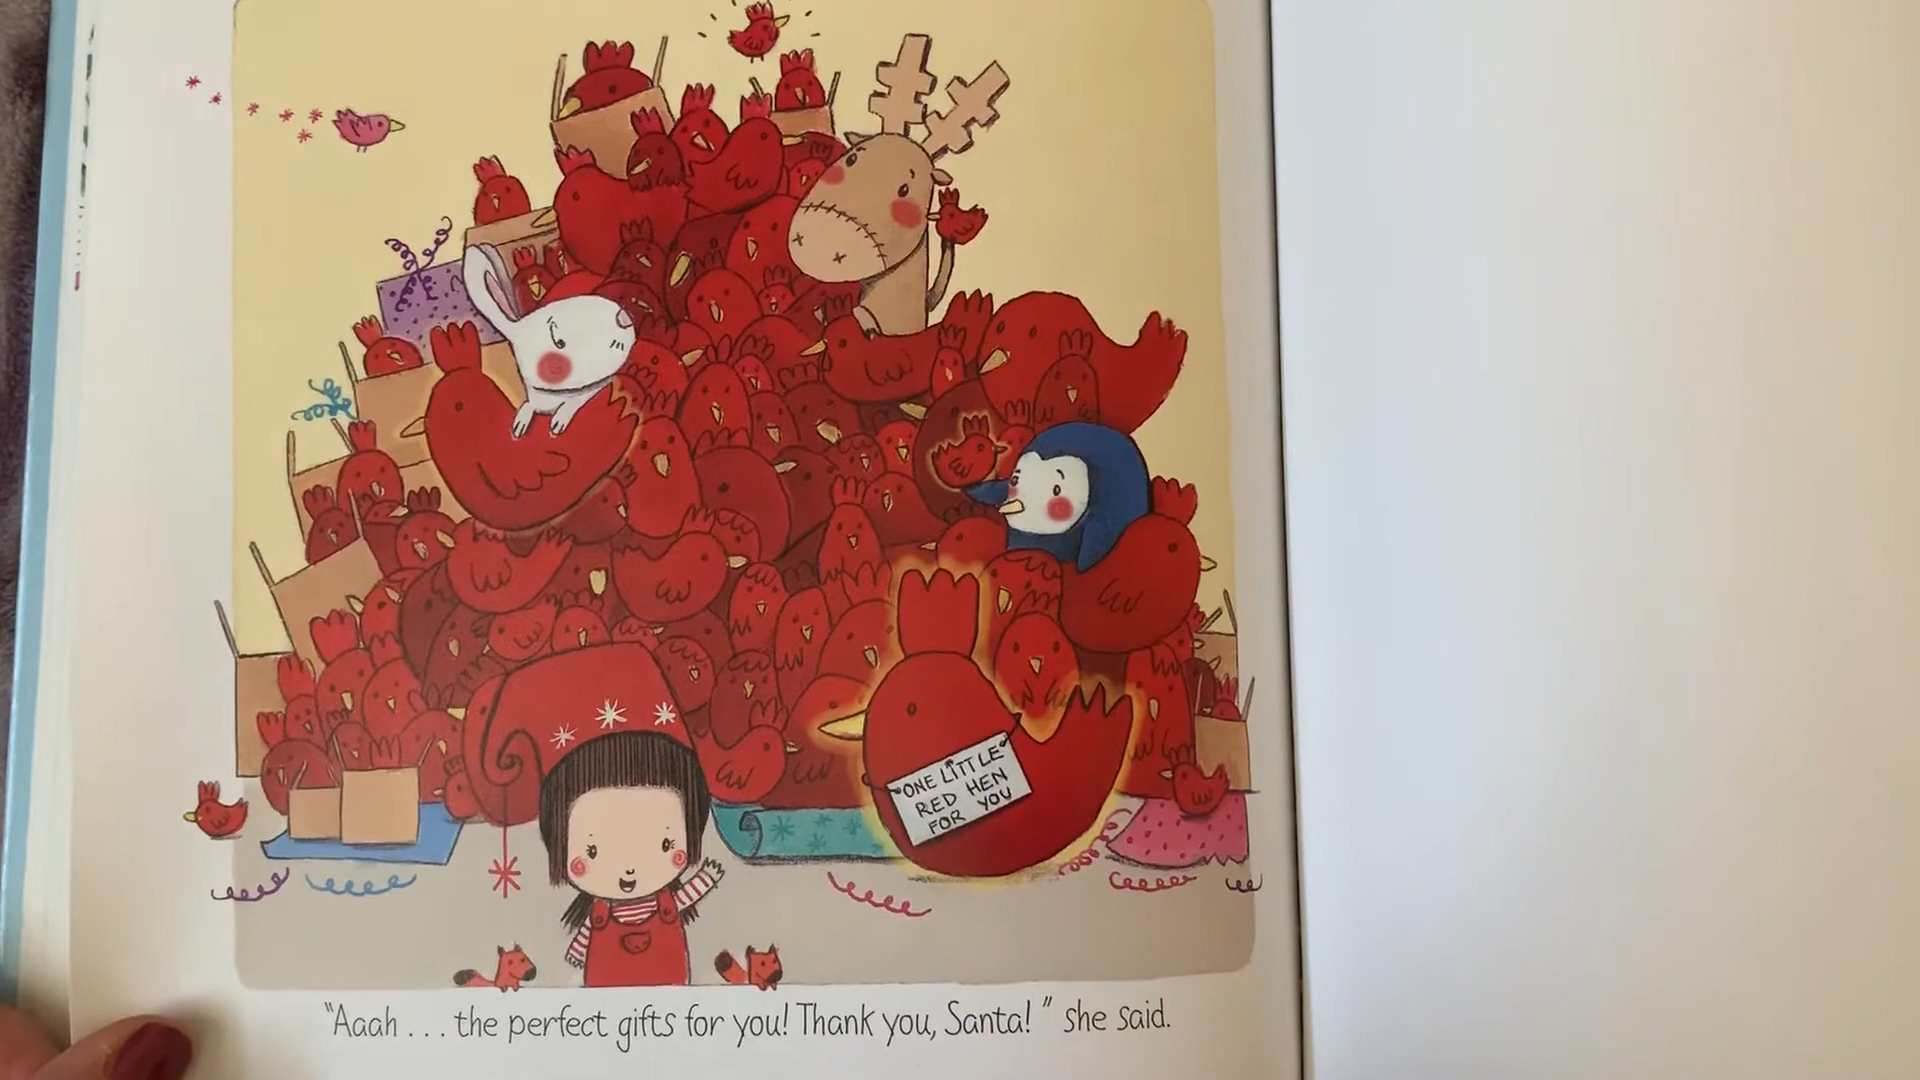 ONE LITTLE
RED HEN
FOR YOU
"Aaah... the perfect gifts for you! Thank you, Santa!" she said.